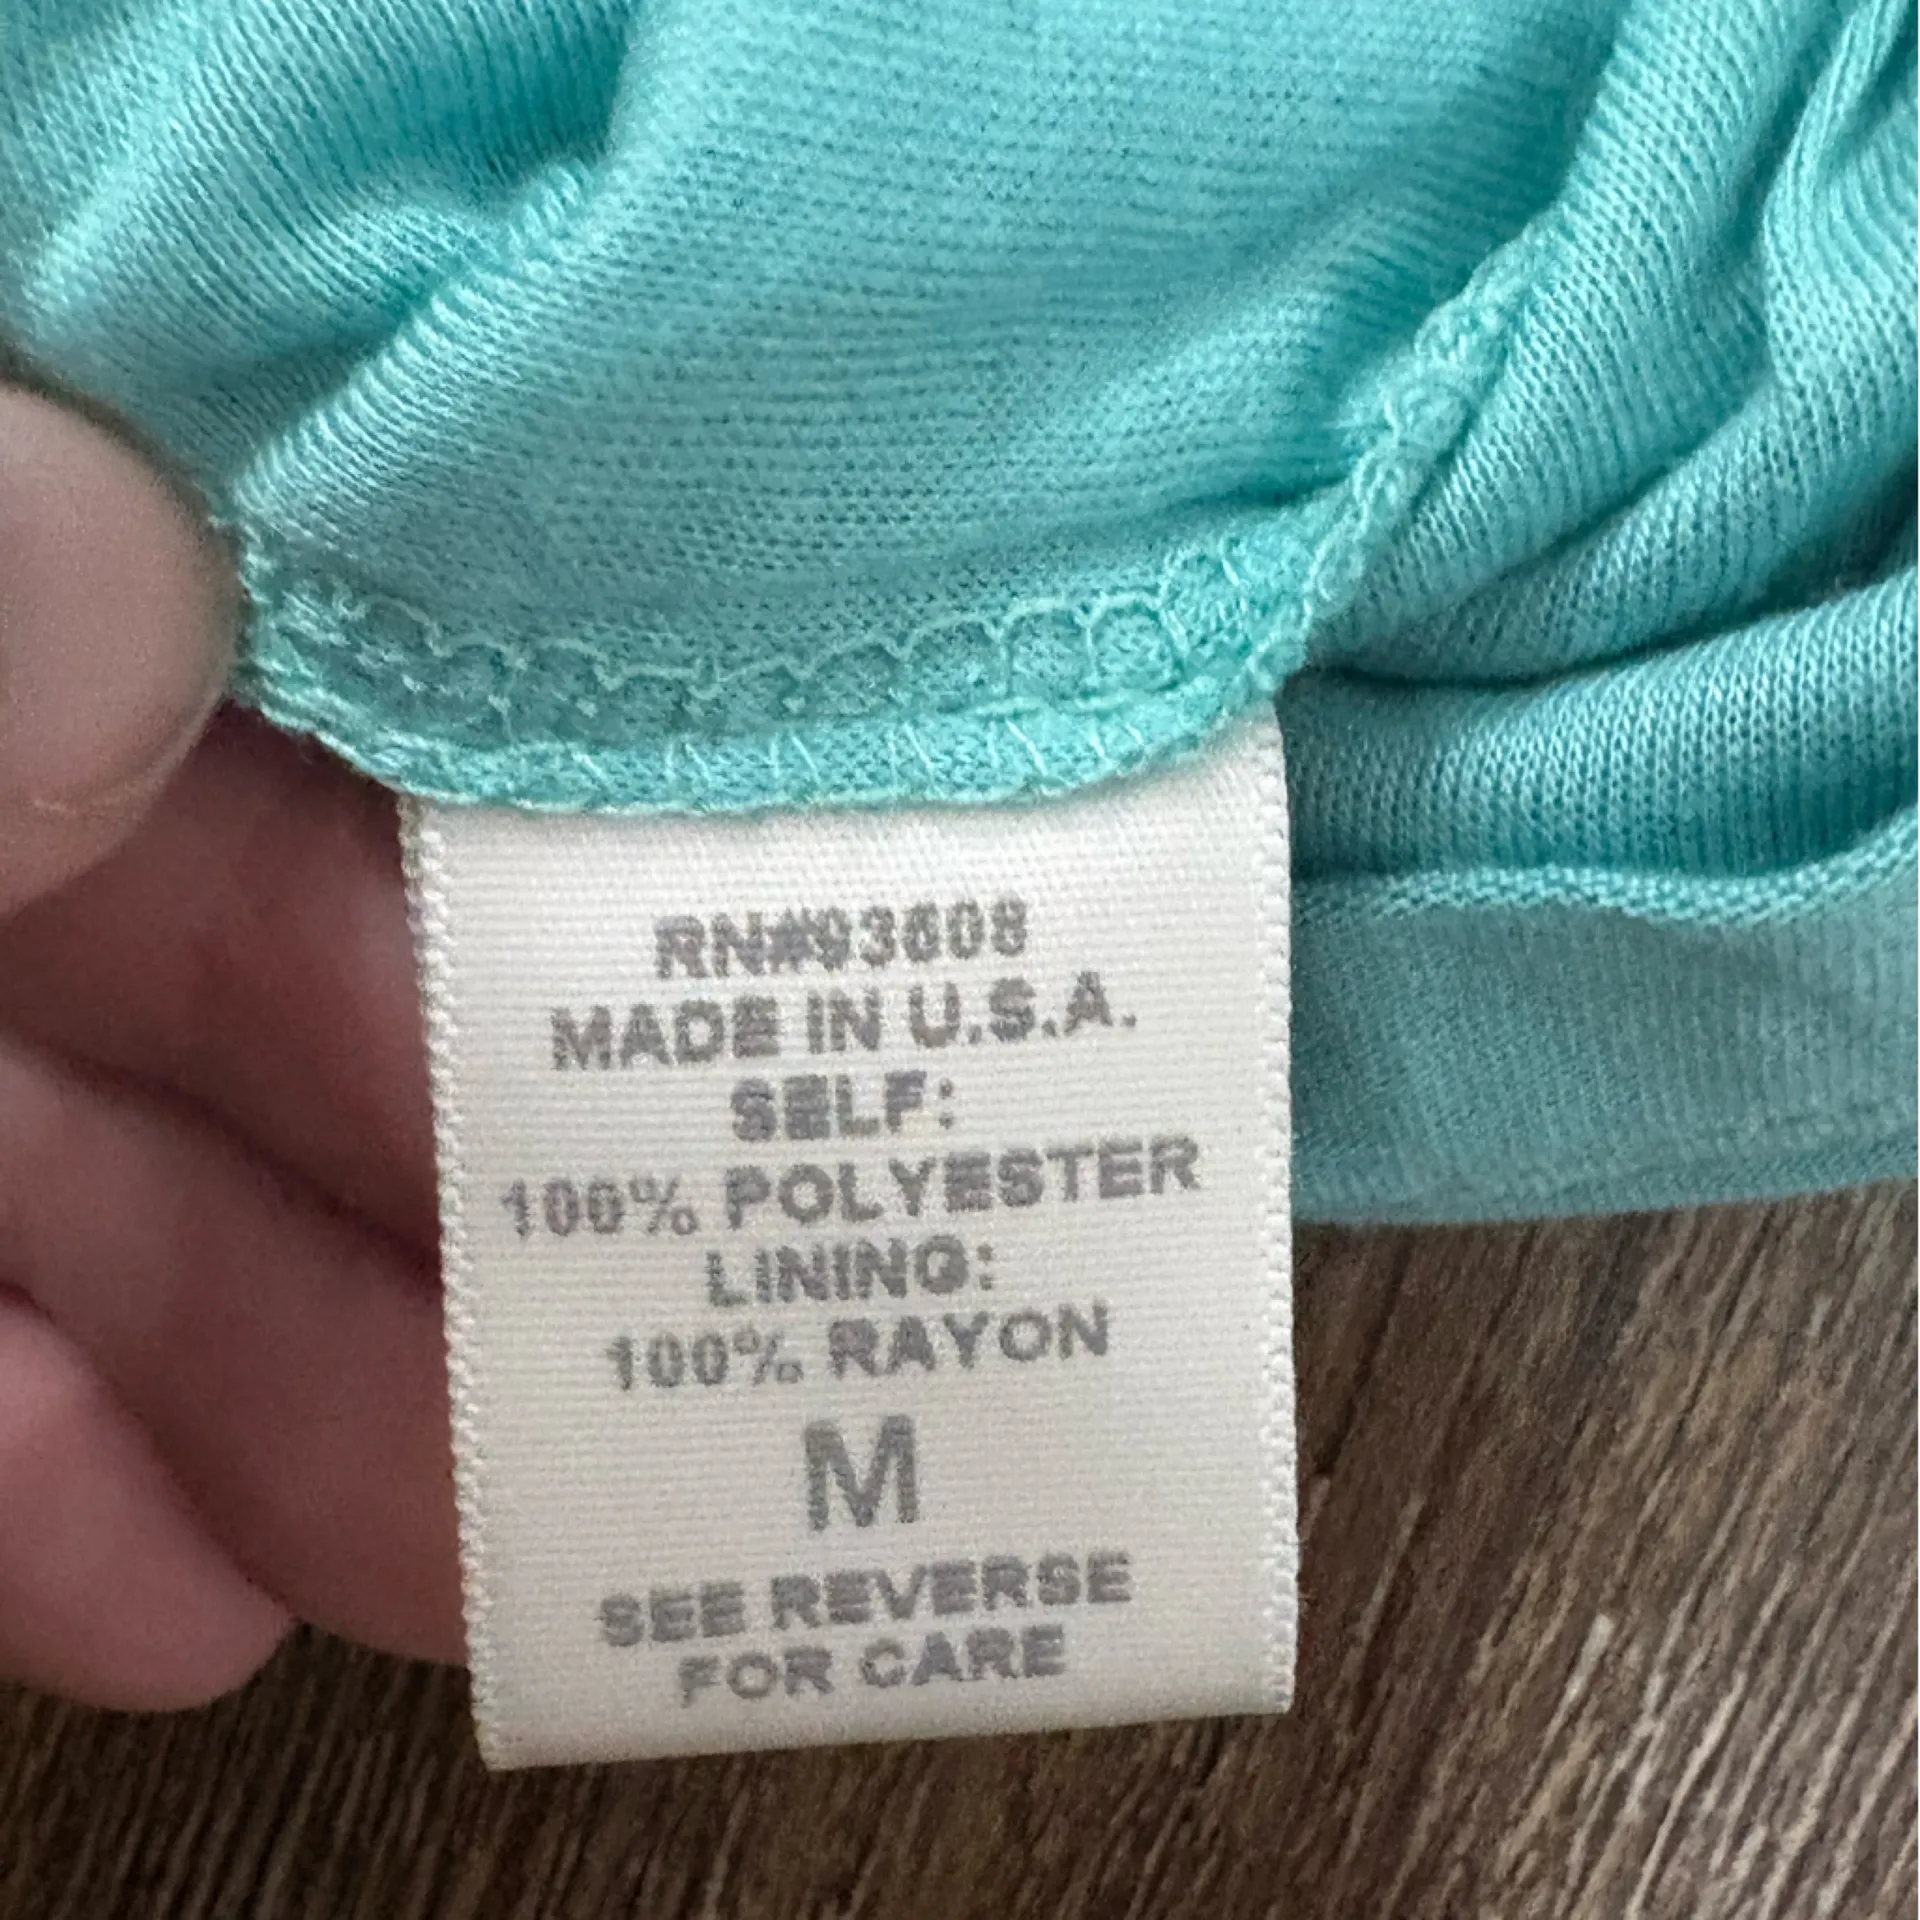 RN#93608
MADE IN U.S.A.
SELF:
100% POLYESTER
LINING:
100% RAYON
M
SEE REVERSE
FOR CARE